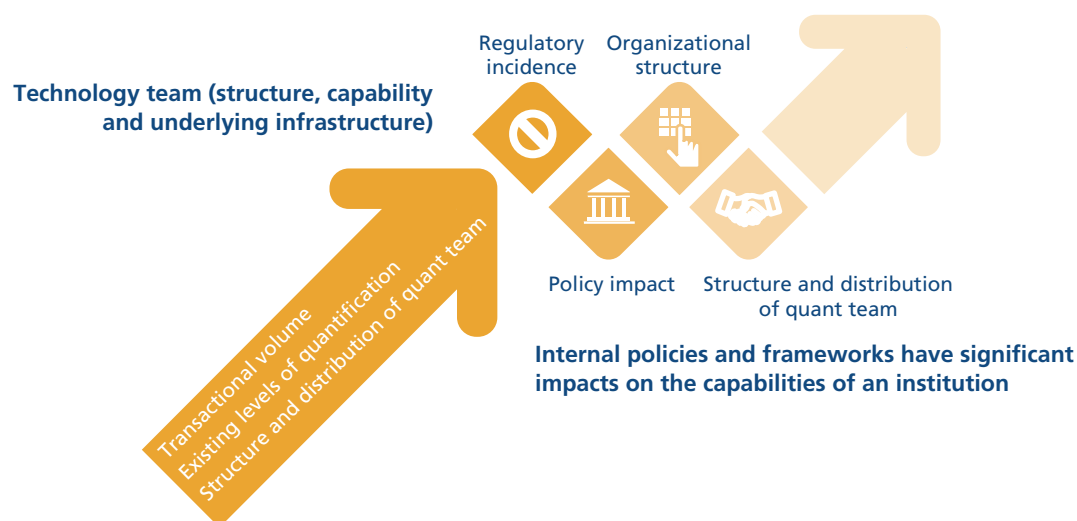 Regulatory
incidence
Organizational
structure
Technology team (structure, capability
and underlying infrastructure)
Transactional volume
Existing levels of quantification
Structure and distribution of quant team
Policy impact
Structure and distribution
of quant team
Internal policies and frameworks have significant
impacts on the capabilities of an institution